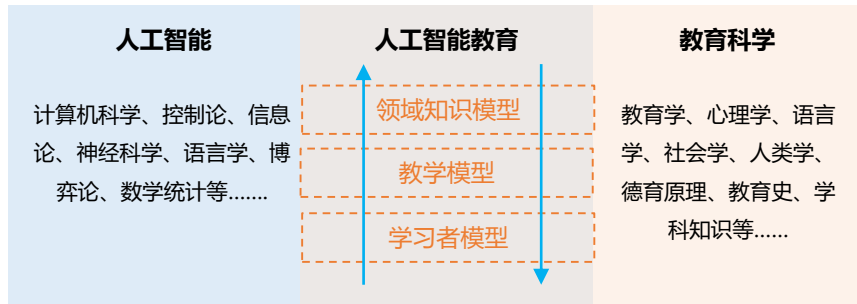 人工智能
计算机科学、控制论、信息
论、神经科学、语言学、博
弈论、数学统计等.......
人工智能教育
领域知识模型
教学模型
学习者模型
教育科学
教育学、心理学、语言
学、社会学、人类学、
德育原理、教育史、学
科知识等......